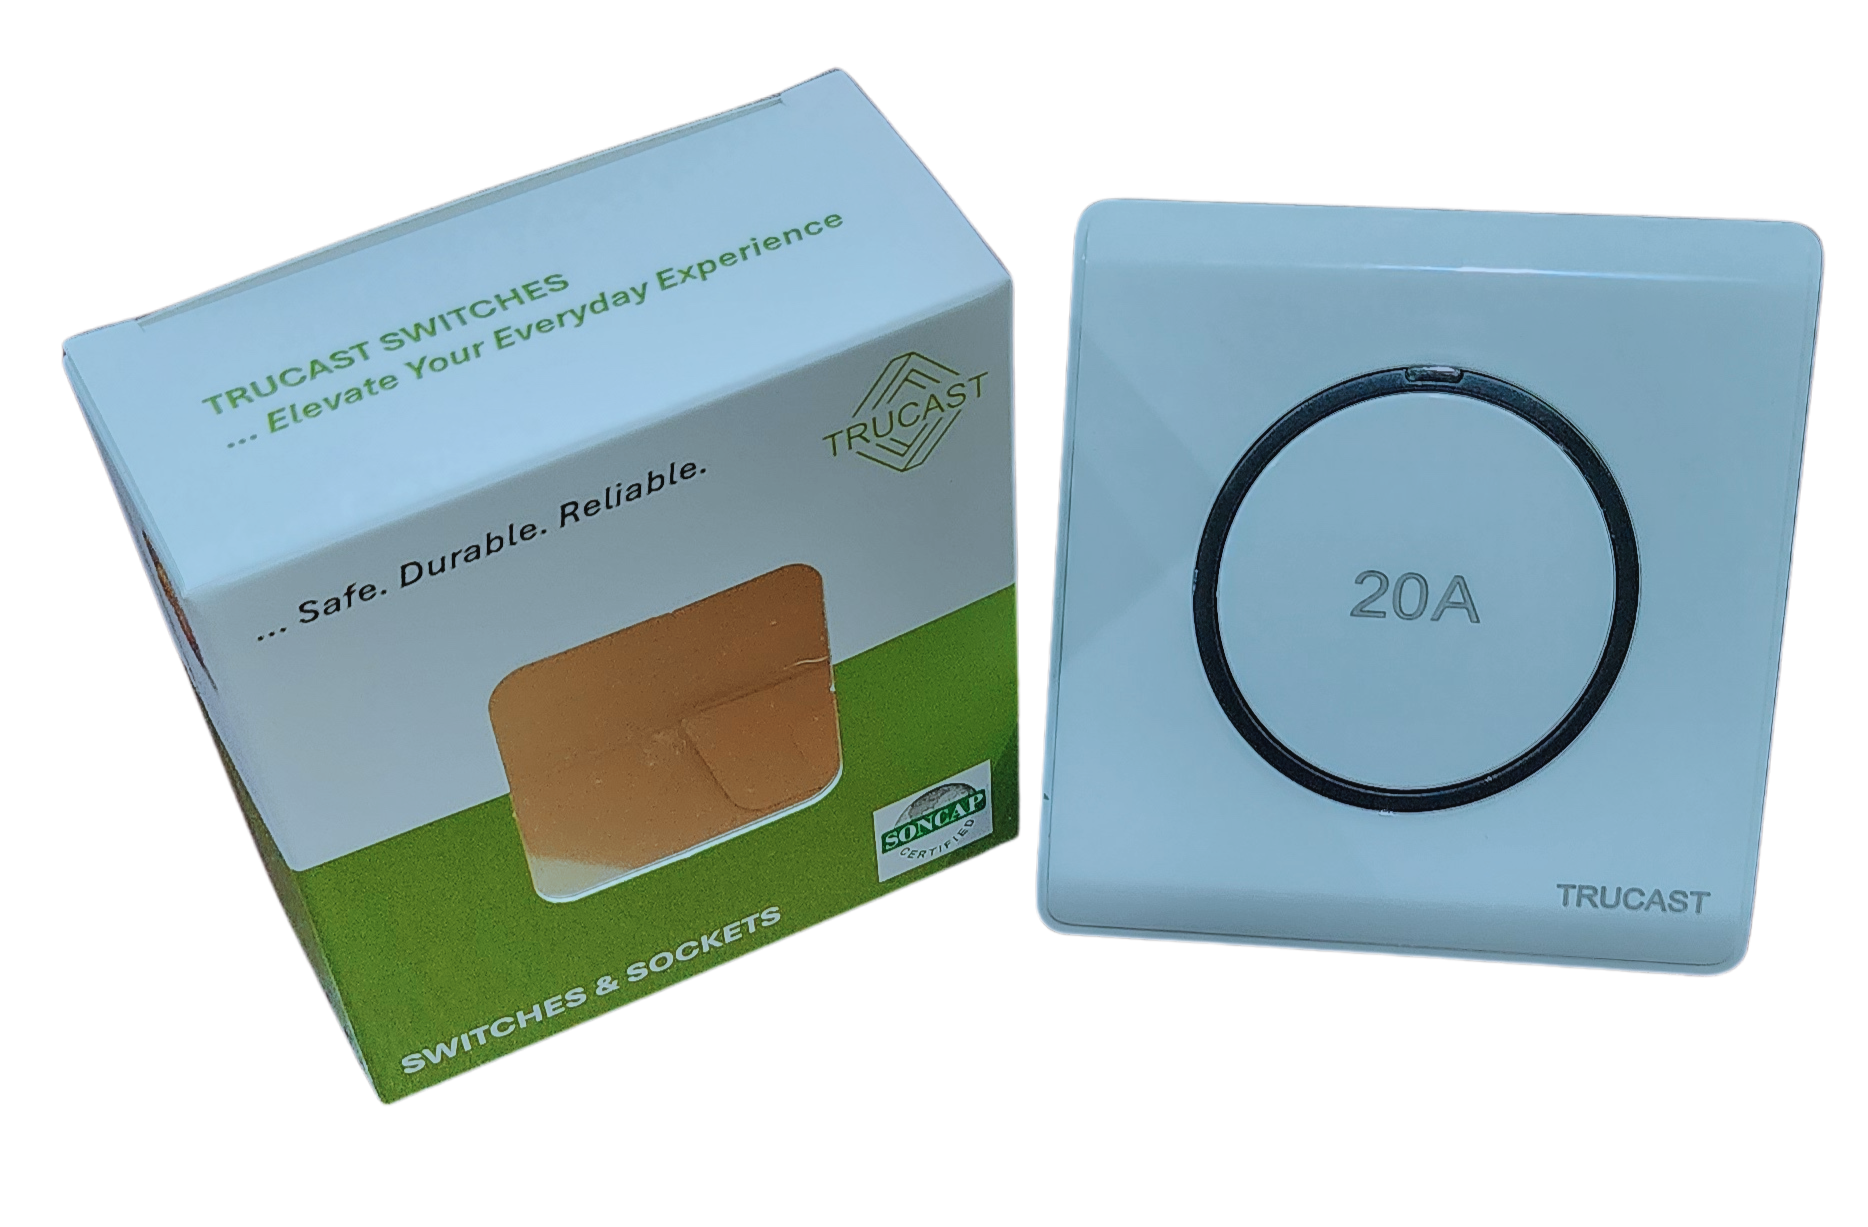 TRUCAST SWITCHES
... Elevate Your Everyday Experience
TRUCAST
... Safe. Durable. Reliable.
SONCAP
CERTIFIED
SWITCHES & SOCKETS
20A
TRUCAST